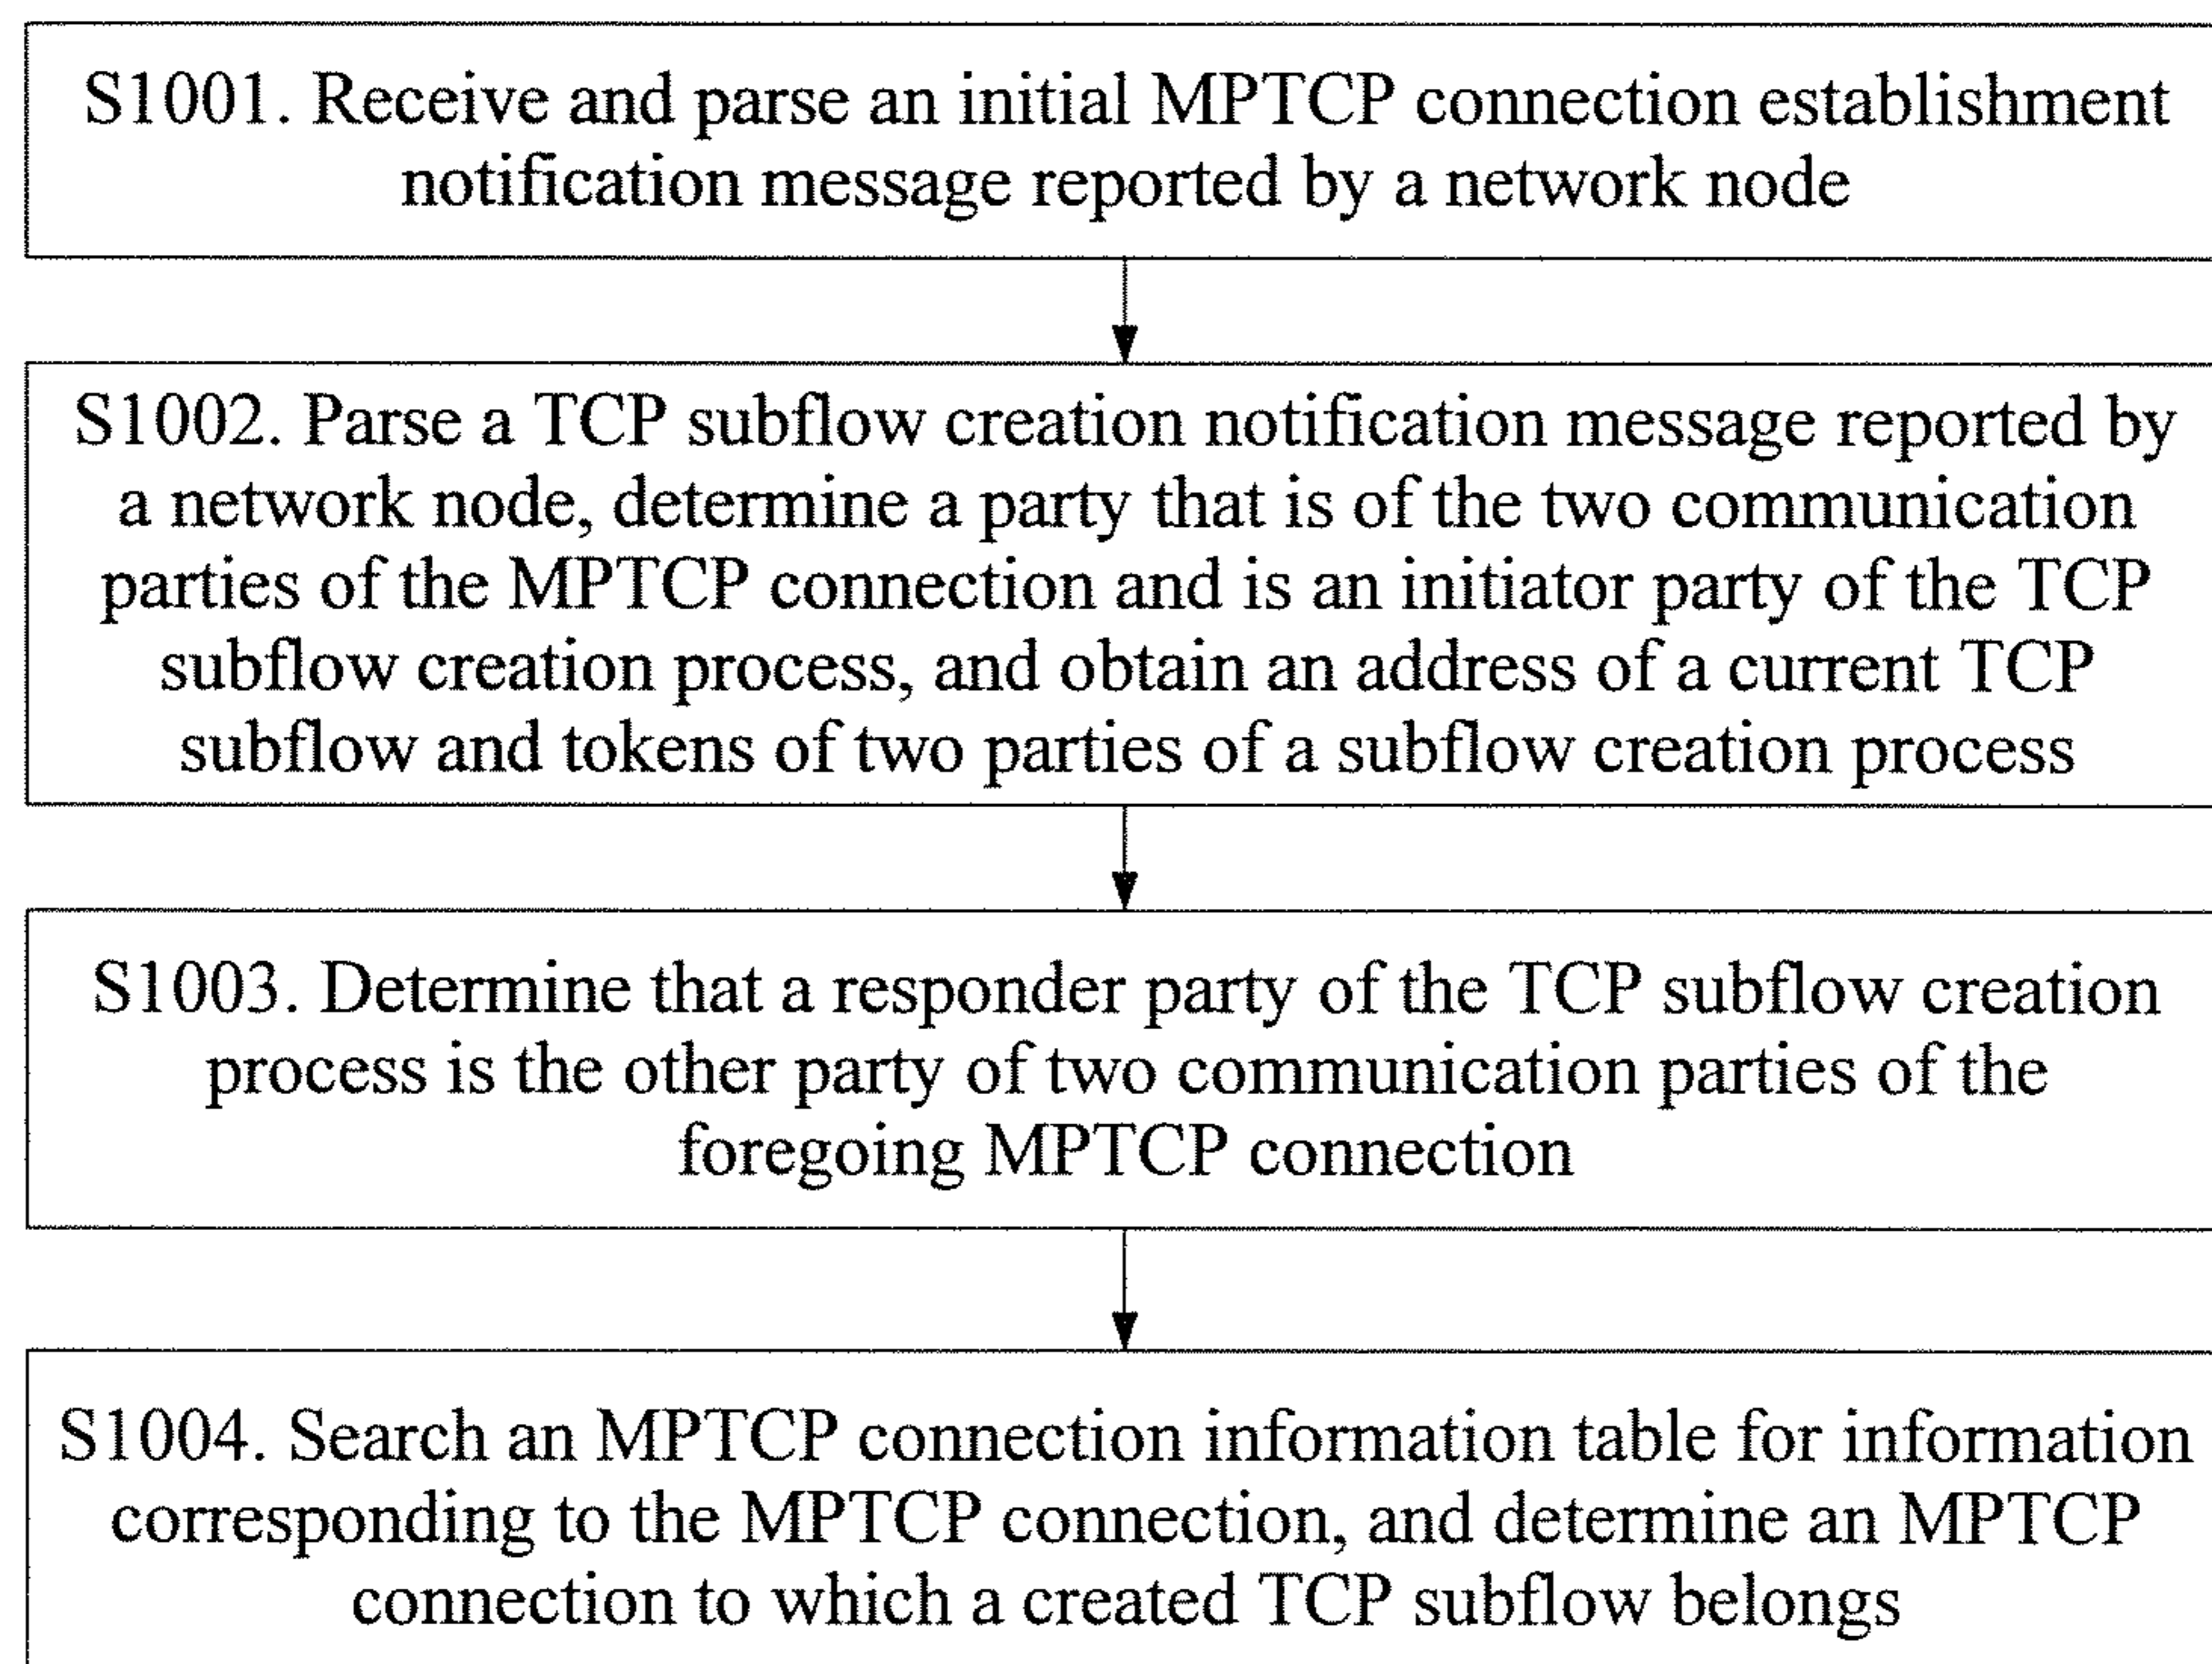 S1001. Receive and parse an initial MPTCP connection establishment
notification message reported by a network node
S1002. Parse a TCP subflow creation notification message reported by
a network node, determine a party that is of the two communication
parties of the MPTCP connection and is an initiator party of the TCP
subflow creation process, and obtain an address of a current TCP
subflow and tokens of two parties of a subflow creation process
S1003. Determine that a responder party of the TCP subflow creation
process is the other party of two communication parties of the
foregoing MPTCP connection
S1004. Search an MPTCP connection information table for information
corresponding to the MPTCP connection, and determine an MPTCP
connection to which a created TCP subflow belongs